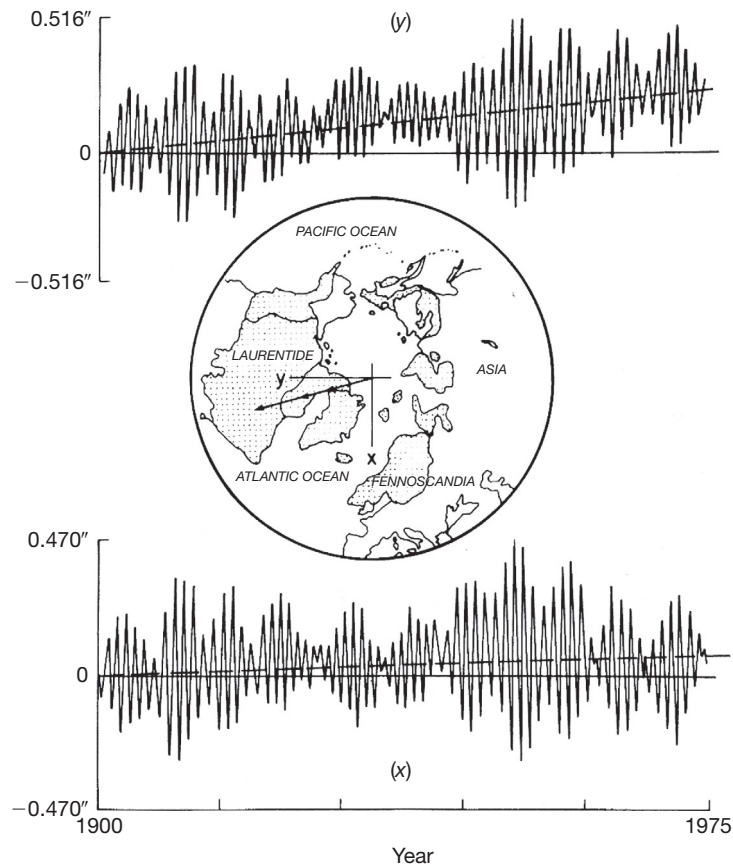 0.516″
(y)
0
−0.516″
PACIFIC OCEAN
LAURENTIDE
ASIA
y
x
ATLANTIC OCEAN
FENNOSCANDIA
0.470″
0
(x)
−0.470″
1900
1975
Year